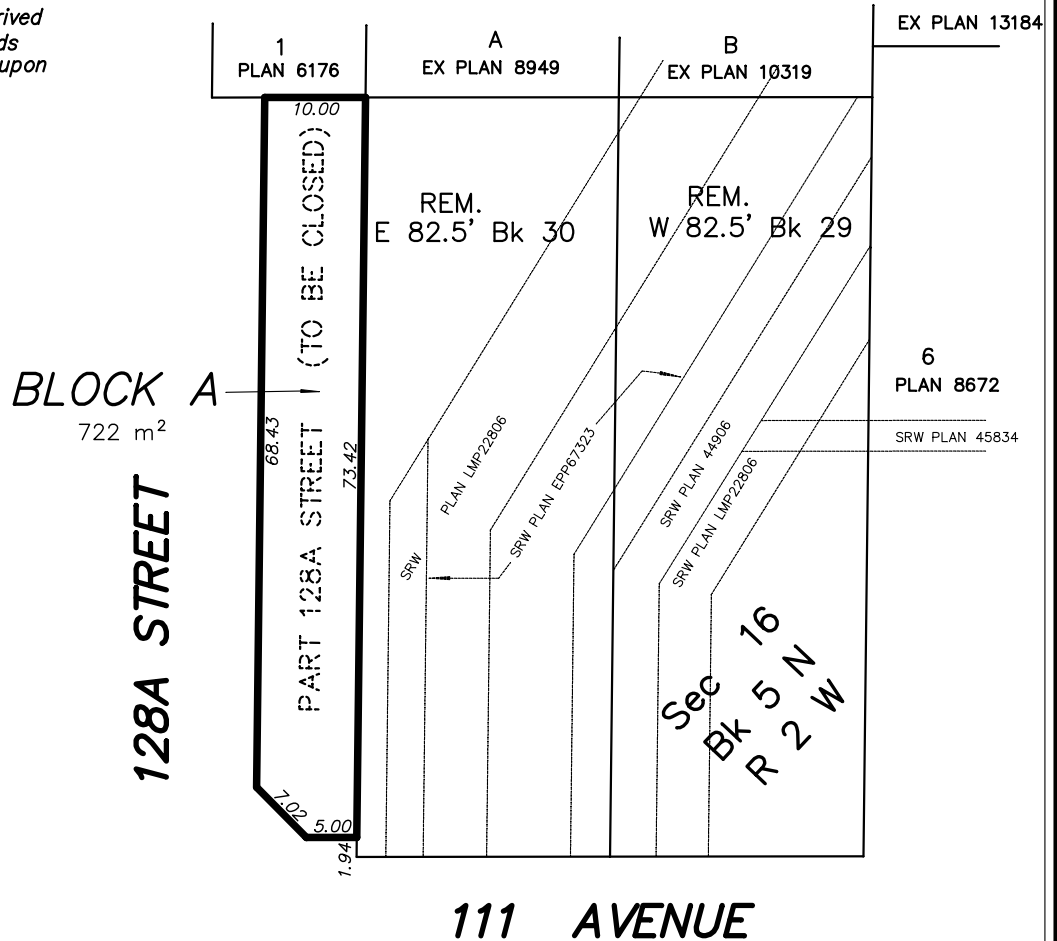 rived
ds
upon
1
PLAN 6176
A
EX PLAN 8949
B
EX PLAN 10319
EX PLAN 13184
10.00
PART 128A STREET (TO BE CLOSED)
REM.
E 82.5' Bk 30
REM.
W 82.5' Bk 29
BLOCK A
722 m²
68.43
73.42
6
PLAN 8672
SRW PLAN 45834
PLAN LMP22806
SRW
SRW PLAN EPP67323
SRW PLAN 44906
SRW PLAN LMP22806
128A STREET
Sec 16
Bk 5 N
R 2 W
7.02
5.00
1.94
111 AVENUE